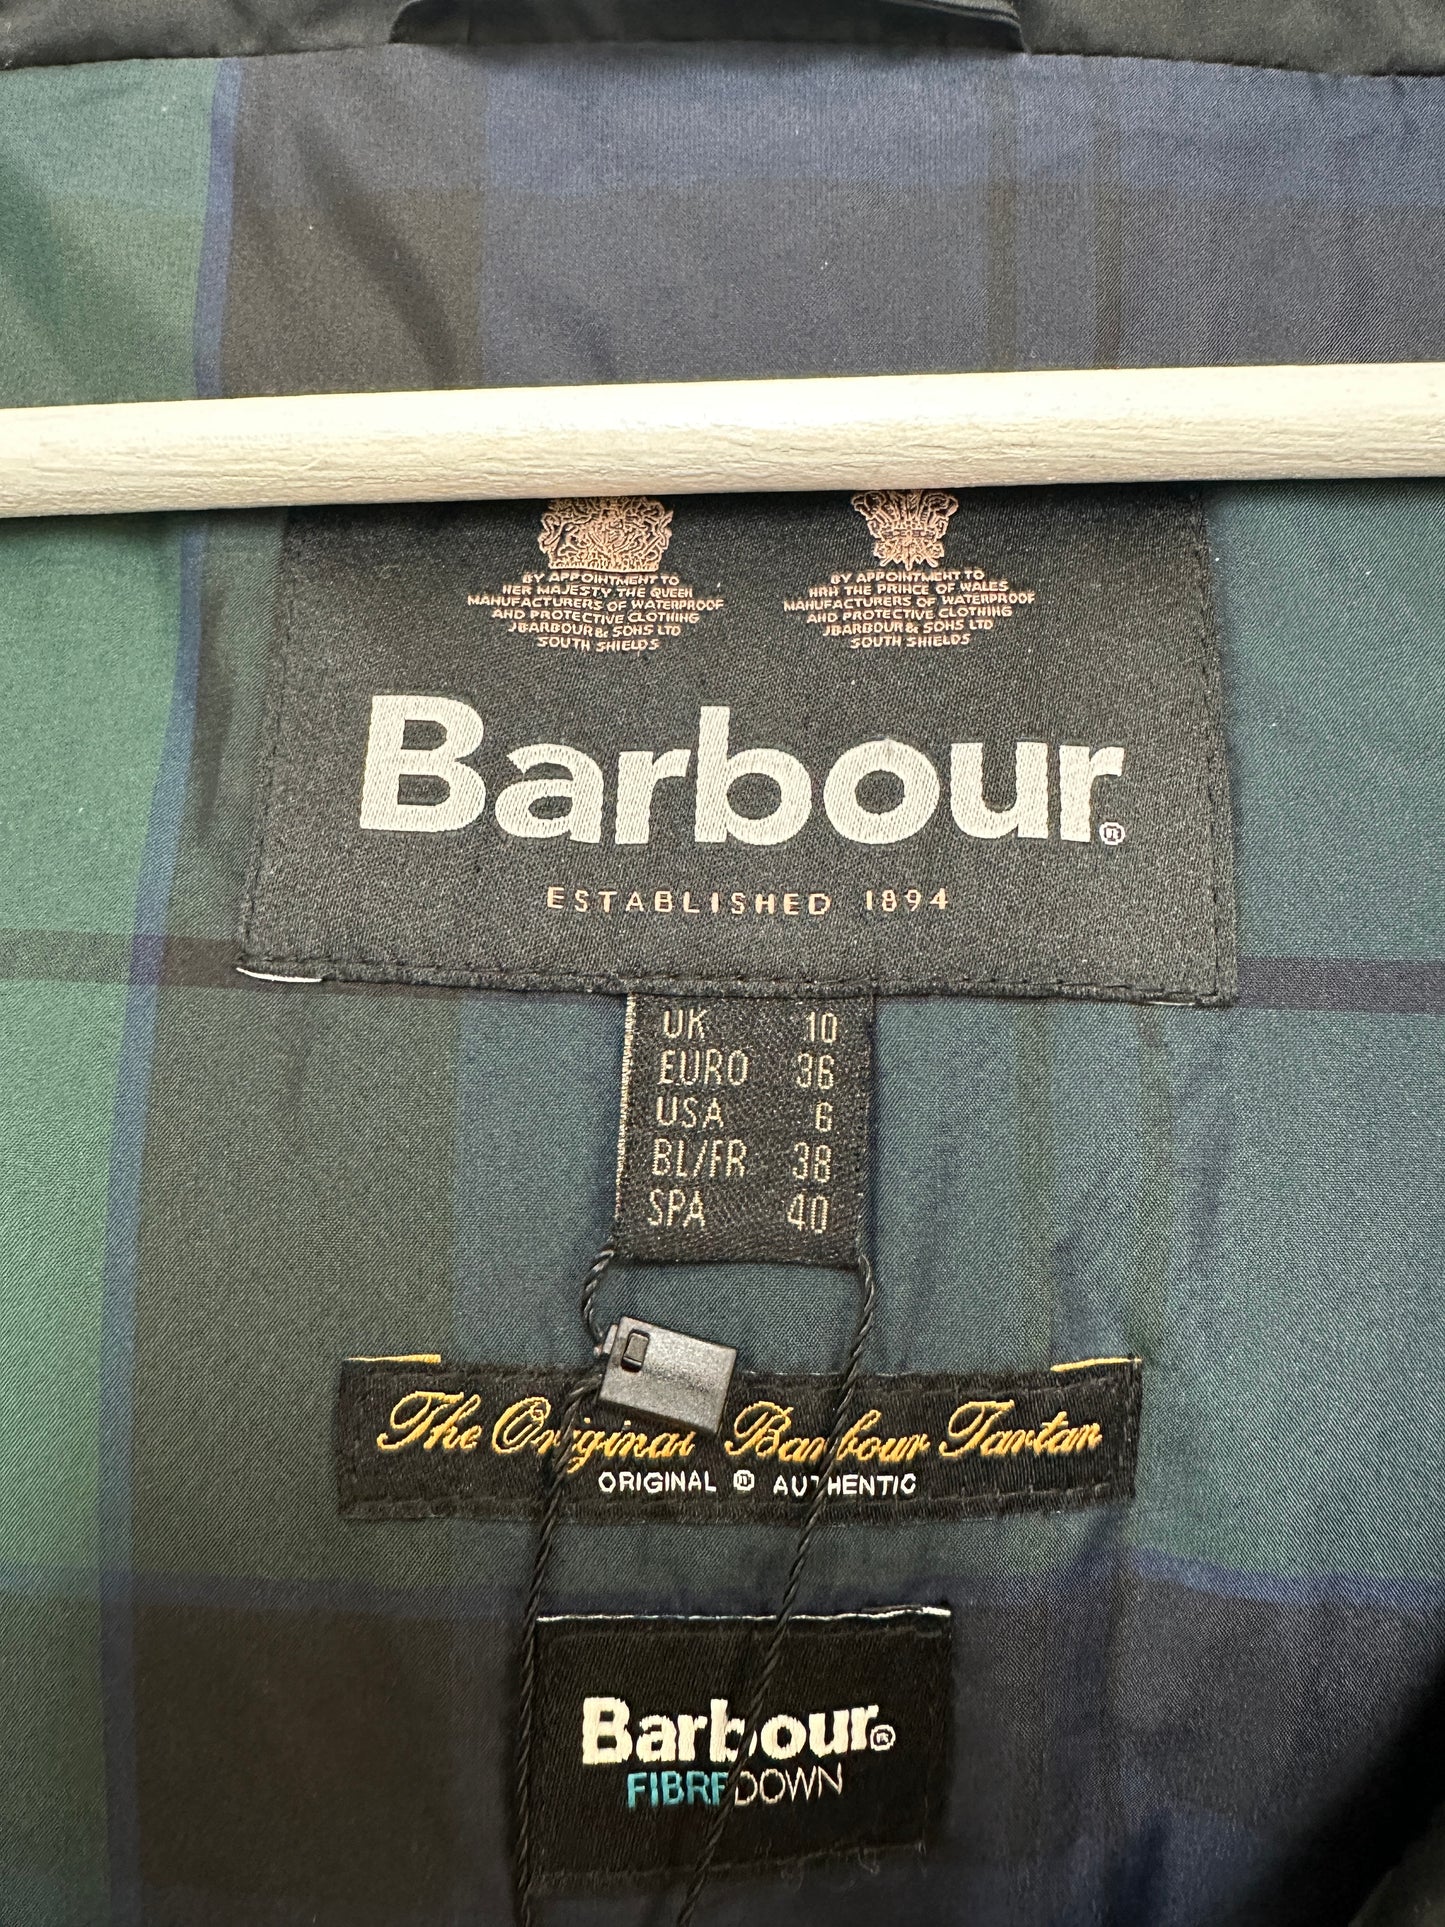 BY APPOINTMENT TO
HER MAJESTY THE QUEEN
MANUFACTURERS OF WATERPROOF
AND PROTECTIVE CLOTHING
J BARBOUR & SONS LTD
SOUTH SHIELDS
BY APPOINTMENT TO
HRH THE PRINCE OF WALES
MANUFACTURERS OF WATERPROOF
AND PROTECTIVE CLOTHING
J BARBOUR & SONS LTD
SOUTH SHIELDS
Barbour®
ESTABLISHED 1894
UK 10
EURO 36
USA 6
BL/FR 38
SPA 40
The Original Barbour Tartan
ORIGINAL ® AUTHENTIC
Barbour®
FIBREDOWN